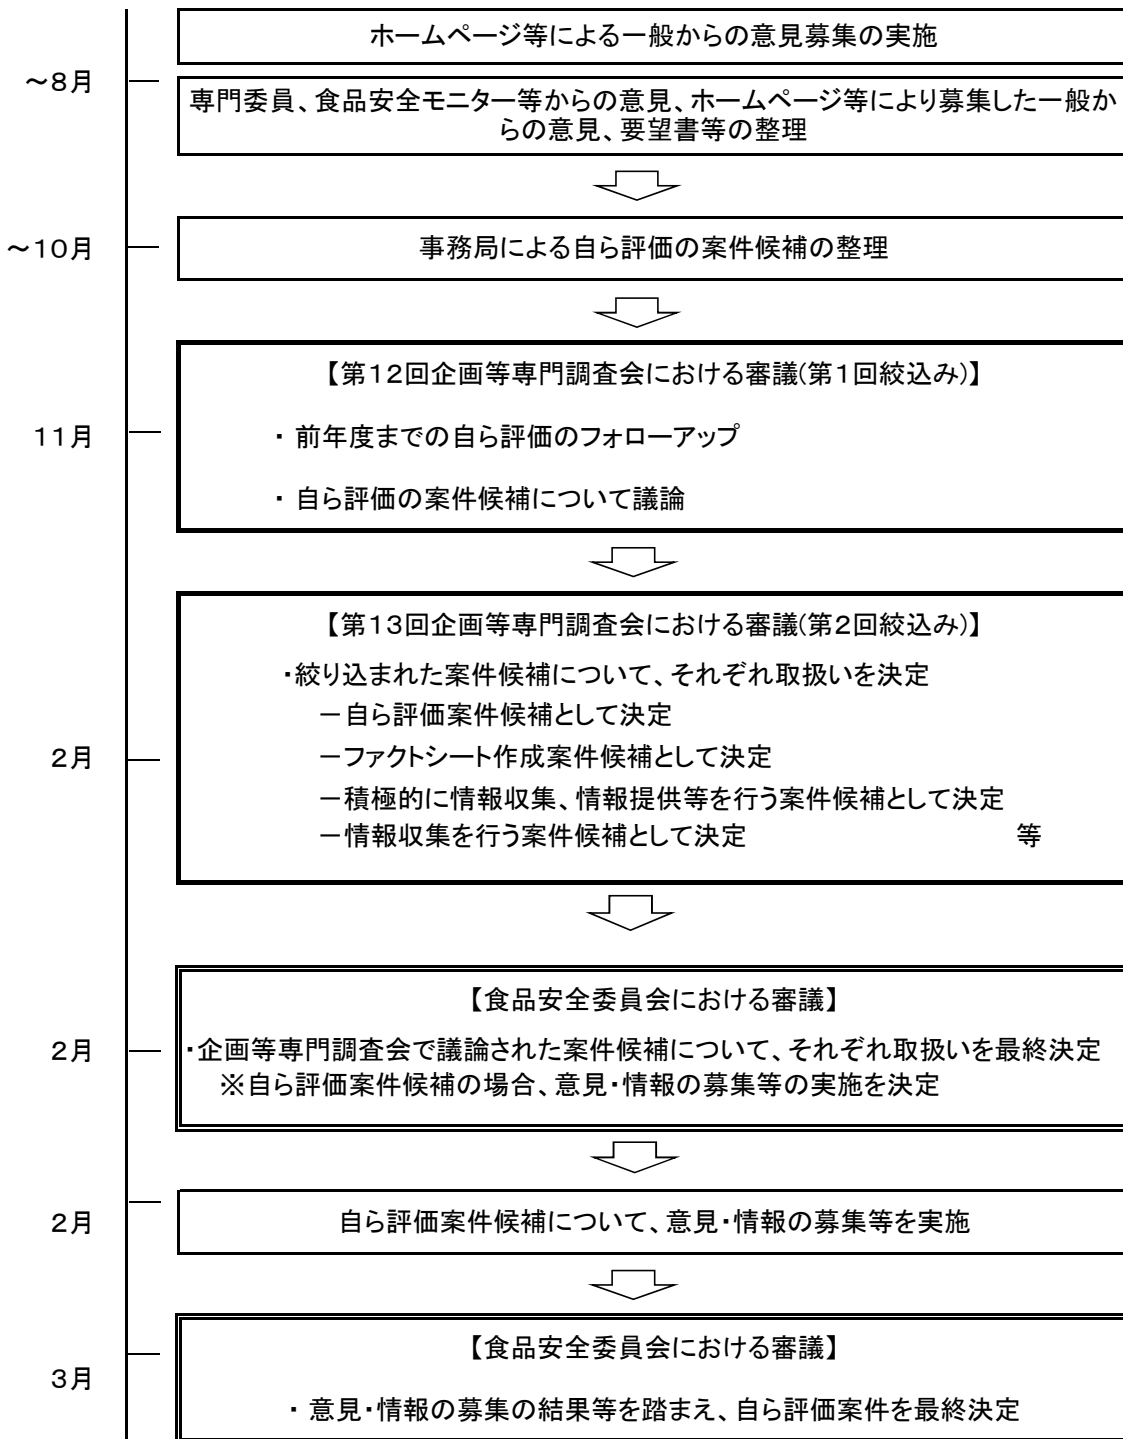 ホームページ等による一般からの意見募集の実施
～8月
専門委員、食品安全モニター等からの意見、ホームページ等により募集した一般か
らの意見、要望書等の整理
～10月
事務局による自ら評価の案件候補の整理
【第12回企画等専門調査会における審議(第1回絞込み)】
11月
・ 前年度までの自ら評価のフォローアップ
・ 自ら評価の案件候補について議論
【第13回企画等専門調査会における審議(第2回絞込み)】
・絞り込まれた案件候補について、それぞれ取扱いを決定
－自ら評価案件候補として決定
2月
－ファクトシート作成案件候補として決定
－積極的に情報収集、情報提供等を行う案件候補として決定
－情報収集を行う案件候補として決定 等
【食品安全委員会における審議】
2月
・企画等専門調査会で議論された案件候補について、それぞれ取扱いを最終決定
※自ら評価案件候補の場合、意見・情報の募集等の実施を決定
2月
自ら評価案件候補について、意見・情報の募集等を実施
【食品安全委員会における審議】
3月
・ 意見・情報の募集の結果等を踏まえ、自ら評価案件を最終決定